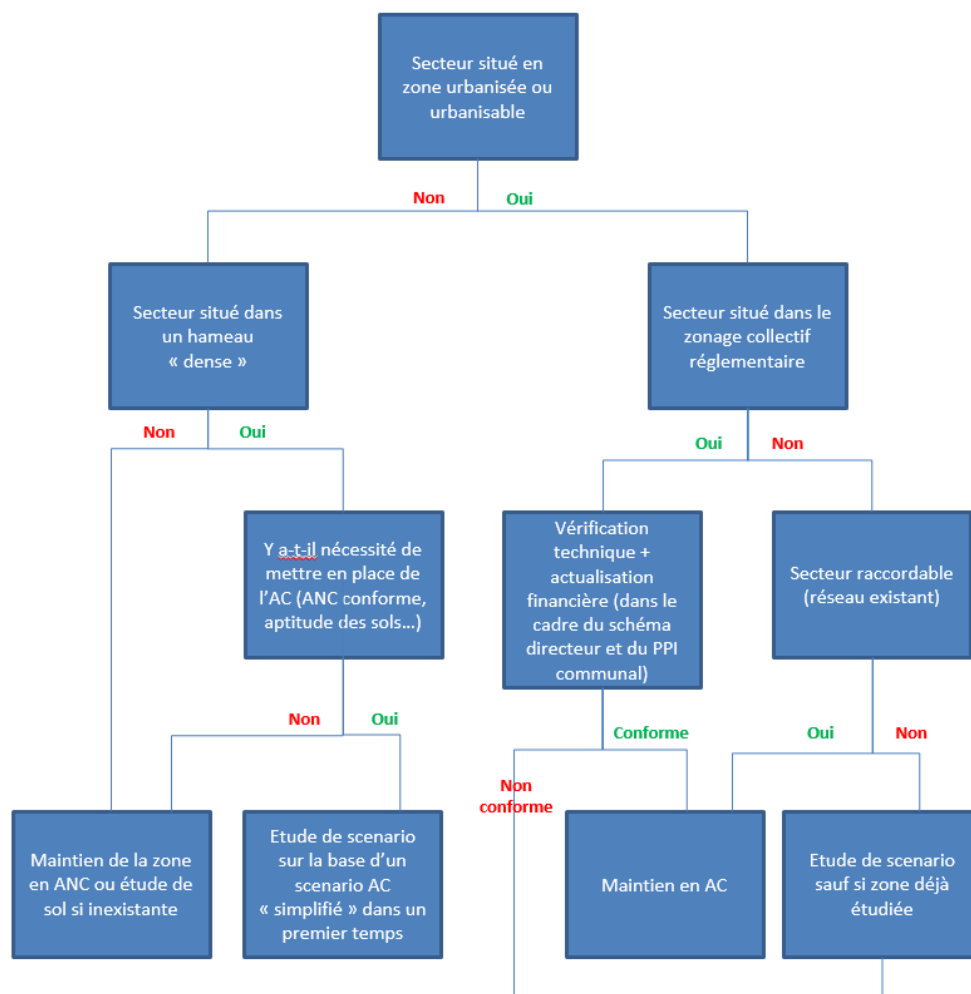 Secteur situé en
zone urbanisée ou
urbanisable
Non
Oui
Secteur situé dans
un hameau
« dense »
Secteur situé dans le
zonage collectif
réglementaire
Non
Oui
Oui
Non
Y a-t-il nécessité de
mettre en place de
l’AC (ANC conforme,
aptitude des sols…)
Vérification
technique +
actualisation
financière (dans le
cadre du schéma
directeur et du PPI
communal)
Secteur raccordable
(réseau existant)
Non
Oui
Conforme
Oui
Non
Non
conforme
Maintien de la zone
en ANC ou étude de
sol si inexistante
Etude de scenario
sur la base d’un
scenario AC
« simplifié » dans un
premier temps
Maintien en AC
Etude de scenario
sauf si zone déjà
étudiée